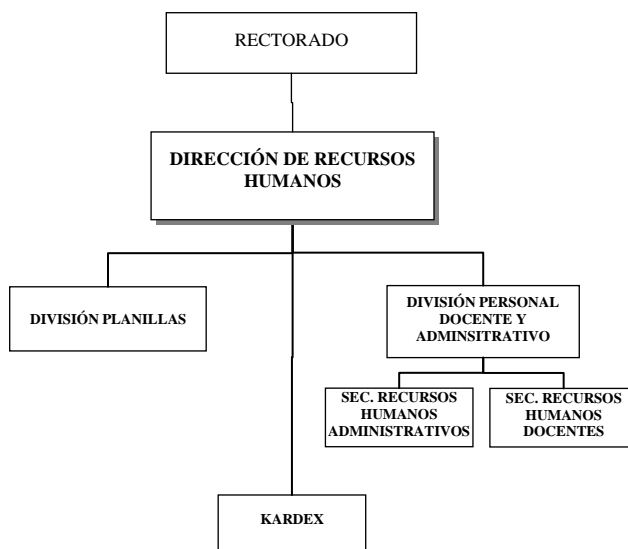 RECTORADO
DIRECCIÓN DE RECURSOS
HUMANOS
DIVISIÓN PLANILLAS
DIVISIÓN PERSONAL
DOCENTE Y
ADMINSITRATIVO
SEC. RECURSOS
HUMANOS
ADMINISTRATIVOS
SEC. RECURSOS
HUMANOS
DOCENTES
KARDEX